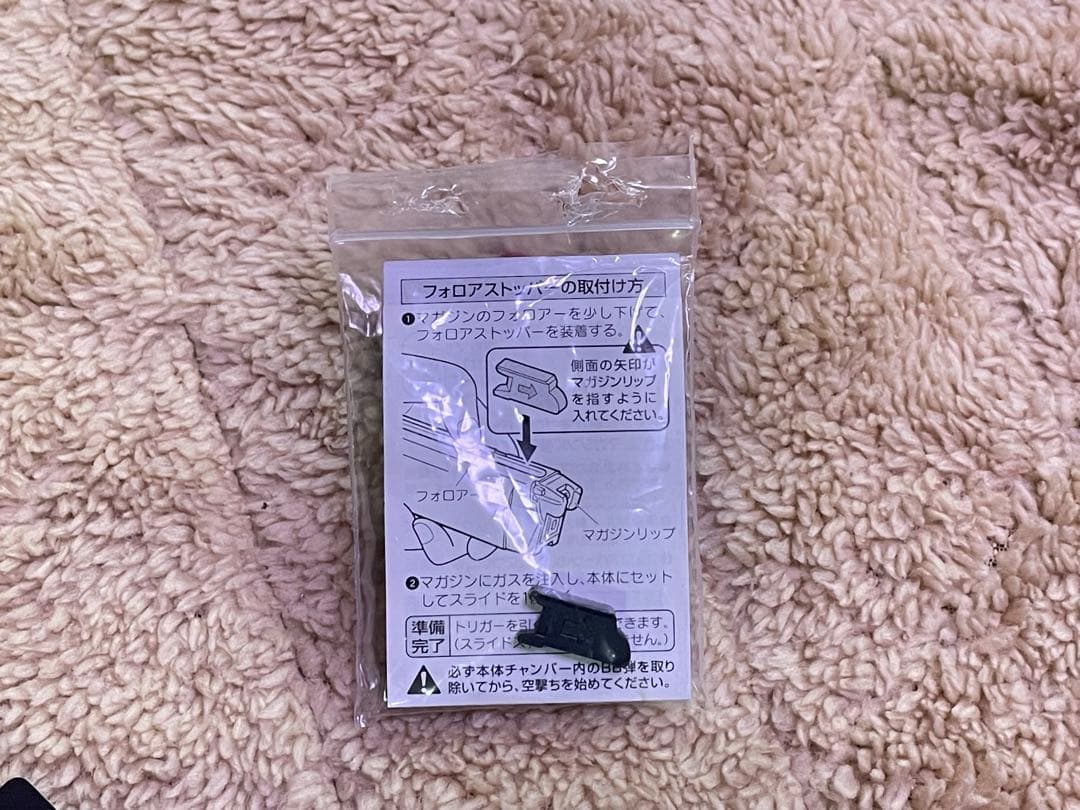 フォロアストッパーの取付け方
❶マガジンのフォロアーを少し下げて、
フォロアストッパーを装着する。
側面の矢印が
マガジンリップ
を指すように
入れてください。
フォロアー
マガジンリップ
❷マガジンにガスを注入し、本体にセット
してスライドを1
準備
完了
トリガーを引 できます。
(スライドス せん。)
必ず本体チャンバー内のBB弾を取り
除いてから、空撃ちを始めてください。